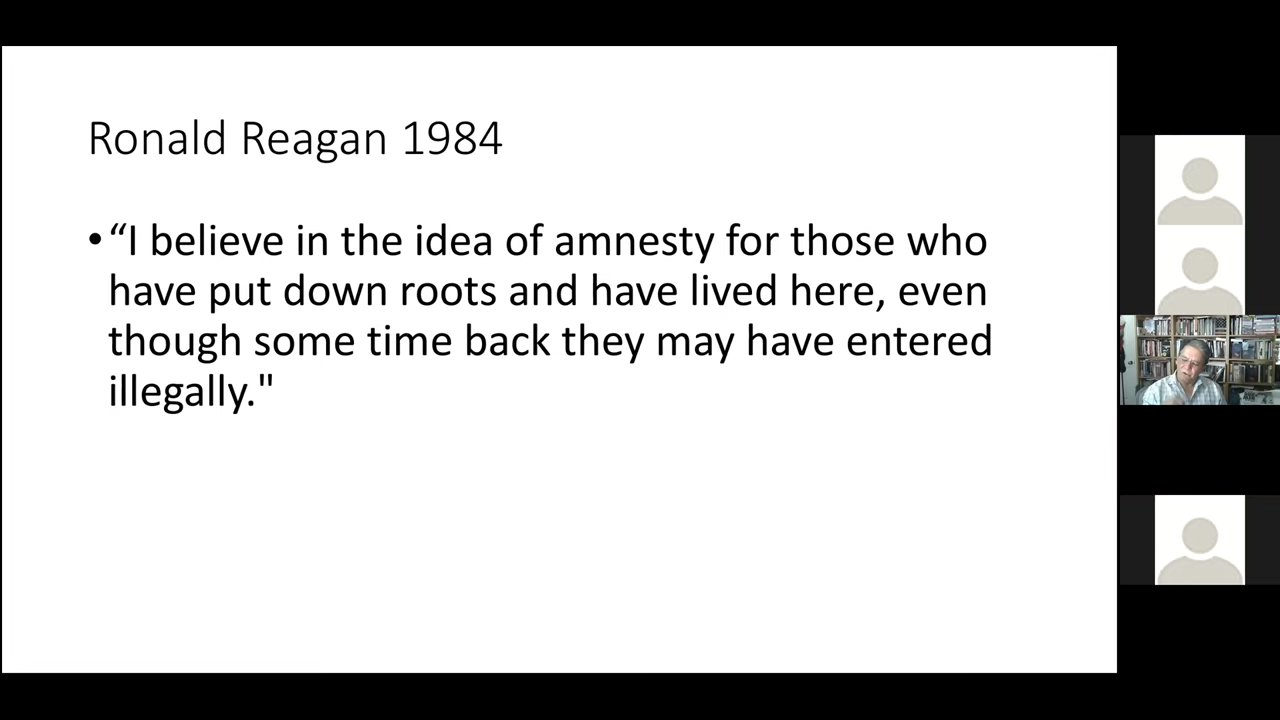 Ronald Reagan 1984
•“I believe in the idea of amnesty for those who
have put down roots and have lived here, even
though some time back they may have entered
illegally."